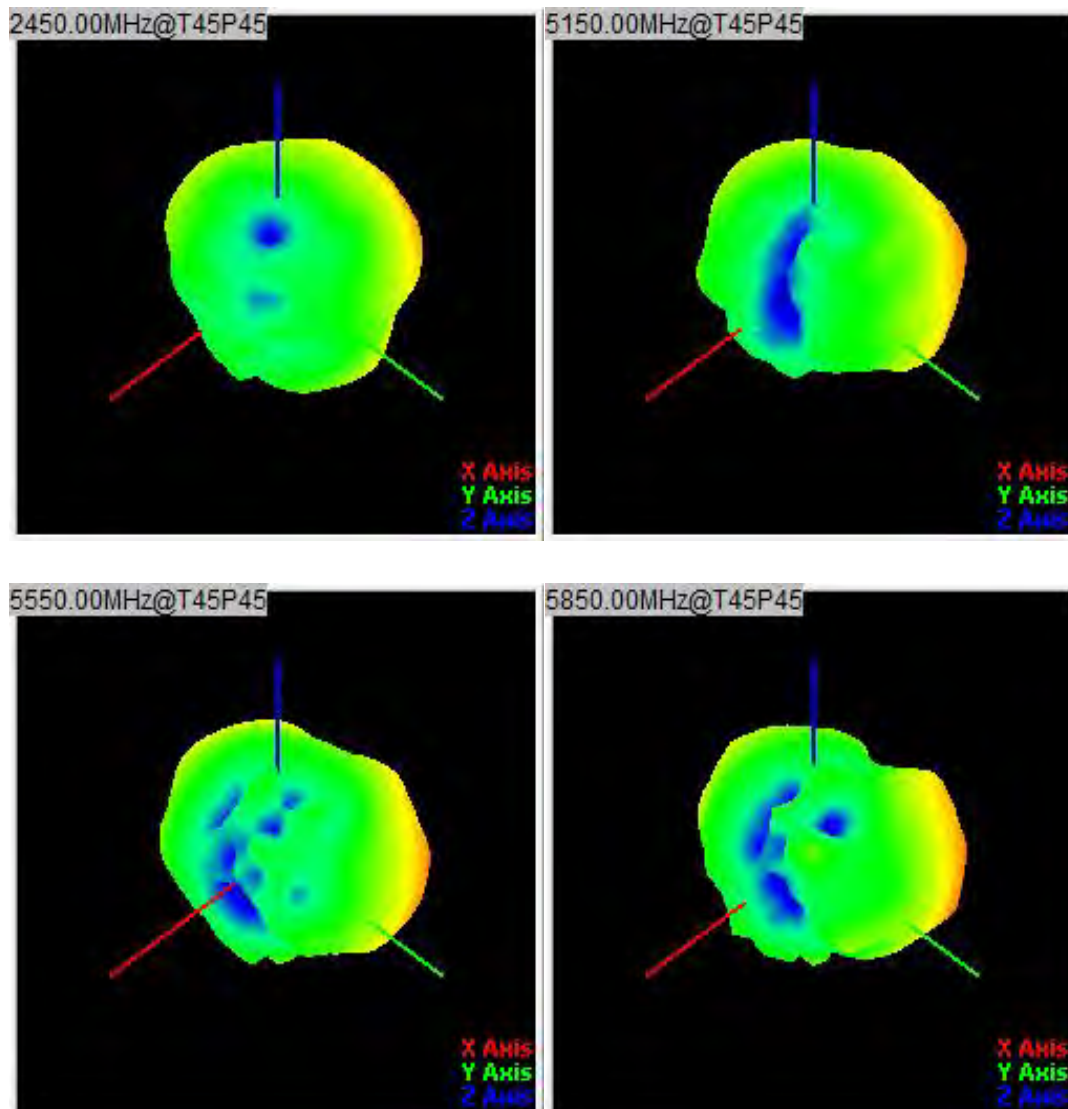 2450.00MHz@T45P45
5150.00MHz@T45P45
X Axis
Y Axis
Z Axis
X Axis
Y Axis
Z Axis
5550.00MHz@T45P45
5850.00MHz@T45P45
X Axis
Y Axis
Z Axis
X Axis
Y Axis
Z Axis